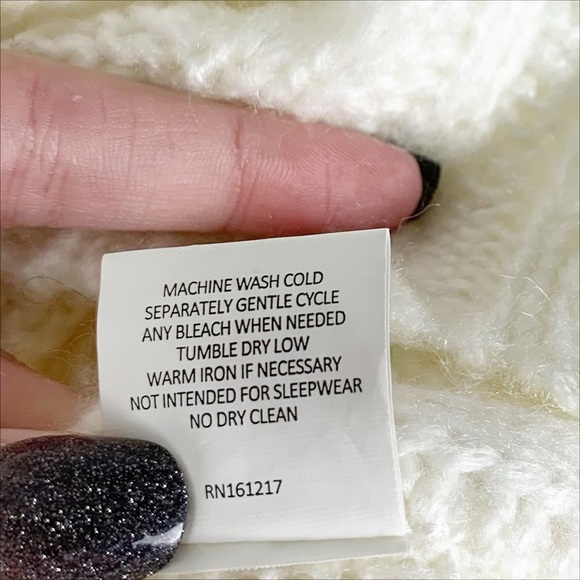 MACHINE WASH COLD
SEPARATELY GENTLE CYCLE
ANY BLEACH WHEN NEEDED
TUMBLE DRY LOW
WARM IRON IF NECESSARY
NOT INTENDED FOR SLEEPWEAR
NO DRY CLEAN
RN161217